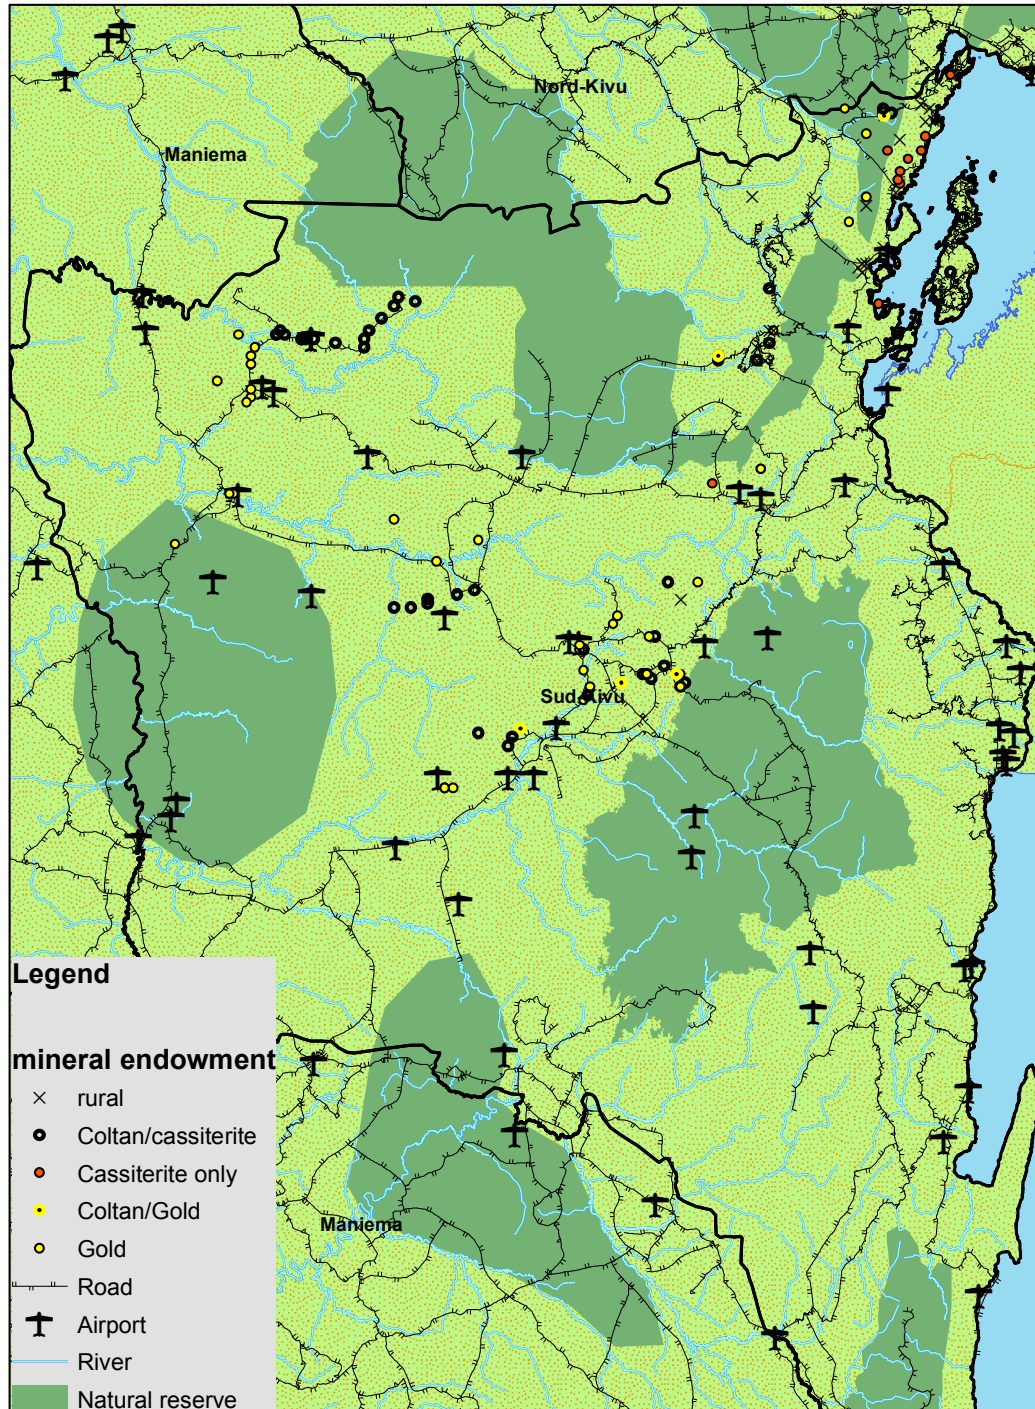 Nord-Kivu
Maniema
Sud-Kivu
Maniema
Legend
mineral endowment
rural
Coltan/cassiterite
Cassiterite only
Coltan/Gold
Gold
Road
Airport
River
Natural reserve